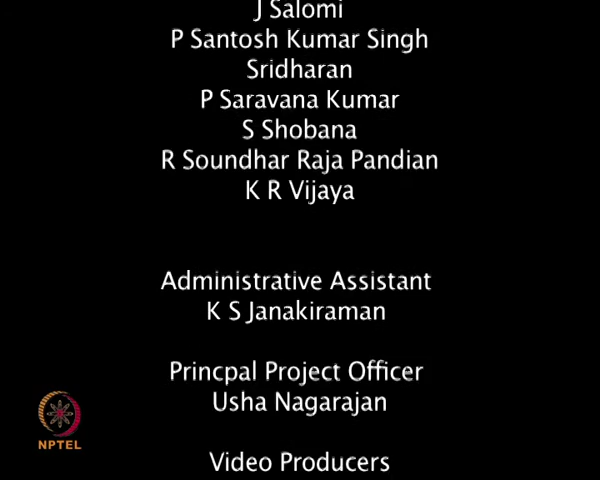 J Salomi
P Santosh Kumar Singh
Sridharan
P Saravana Kumar
S Shobana
R Soundhar Raja Pandian
K R Vijaya
Administrative Assistant
K S Janakiraman
Princpal Project Officer
Usha Nagarajan
NPTEL
Video Producers